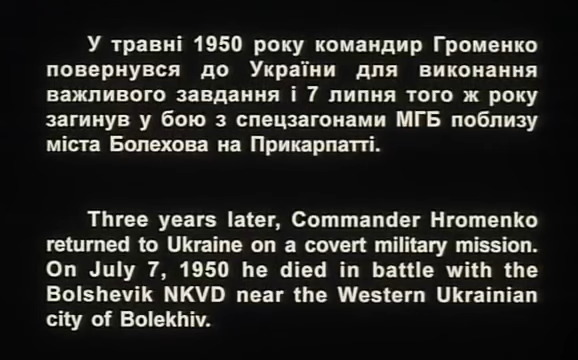 У травні 1950 року командир Громенко
повернувся до України для виконання
важливого завдання і 7 липня того ж року
загинув у бою з спецзагонами МГБ поблизу
міста Болехова на Прикарпатті.
Three years later, Commander Hromenko
returned to Ukraine on a covert military mission.
On July 7, 1950 he died in battle with the
Bolshevik NKVD near the Western Ukrainian
city of Bolekhiv.